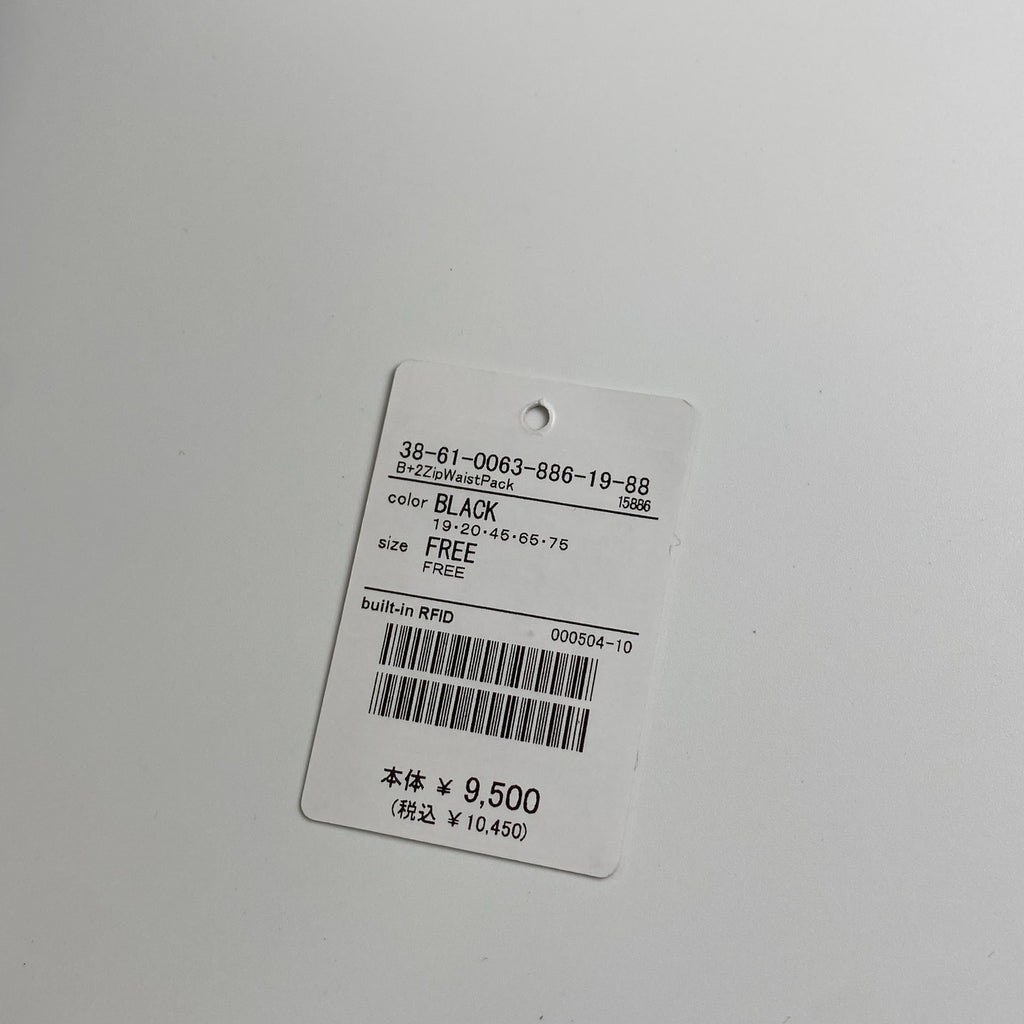 38-61-0063-886-19-88
B+2ZipWaistPack 15886
color BLACK
19·20·45·65·75
size FREE
FREE
built-in RFID 000504-10
本体 ¥ 9,500
(税込 ¥10,450)